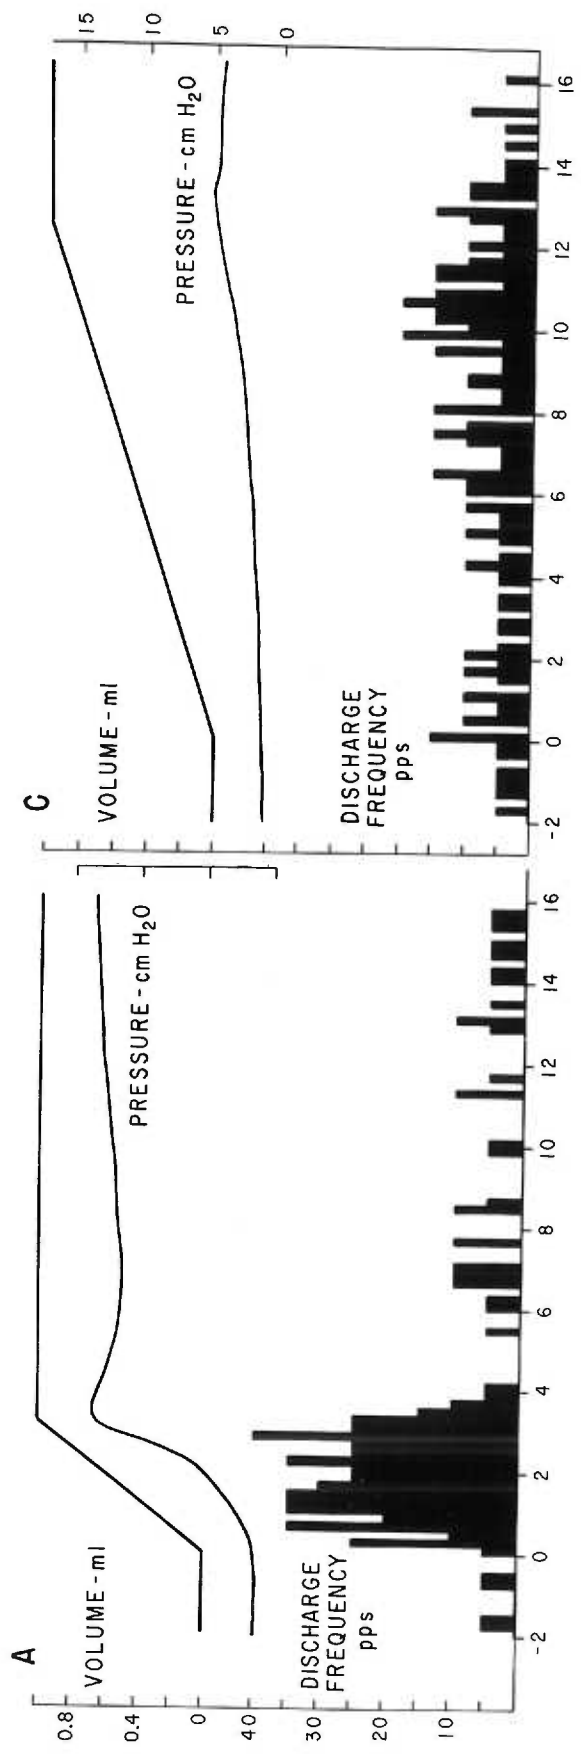 A
VOLUME-ml
PRESSURE-cm H2O
DISCHARGE
FREQUENCY
pps
0.8
0.4
0
40
30
20
10
-2
0
2
4
6
8
10
12
14
16
C
VOLUME-ml
PRESSURE-cm H2O
DISCHARGE
FREQUENCY
pps
15
10
5
0
-2
0
2
4
6
8
10
12
14
16